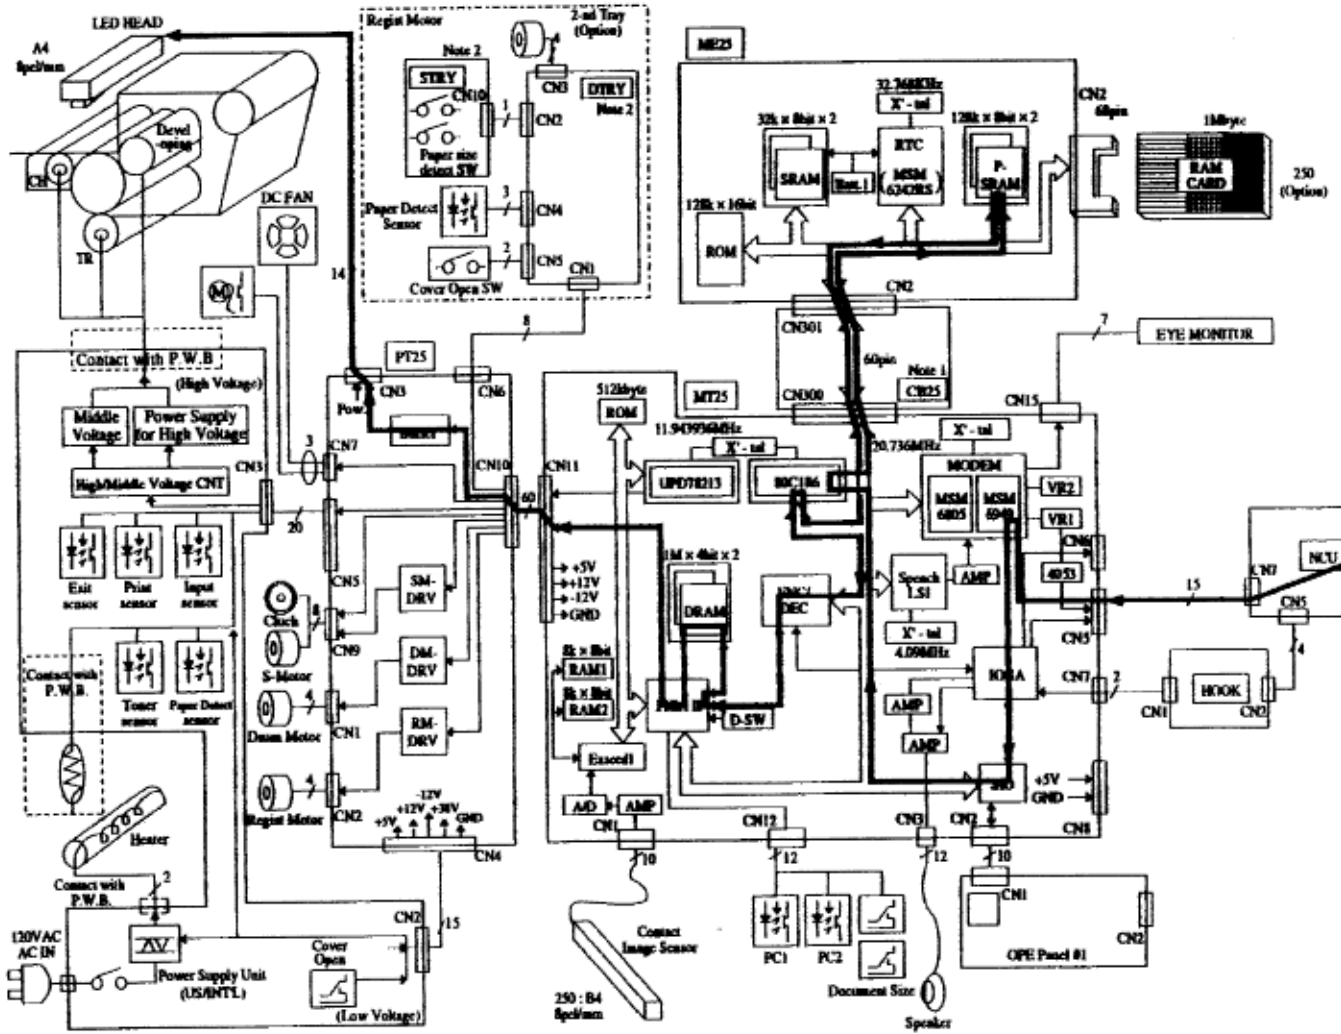 LED HEAD
A4
8pel/mm
Devel
-oping
CH
TR
DC FAN
M
Contact with P.W.B
(High Voltage)
Middle
Voltage
Power Supply
for High Voltage
High/Middle Voltage CNT
CN3
20
3
Exit
sensor
Print
sensor
Input
sensor
Toner
sensor
Paper Detect
sensor
Contact with
P.W.B.
Heater
Contact with
P.W.B.
2
120VAC
AC IN
Power Supply Unit
(US/INT'L)
Cover
Open
(Low Voltage)
CN2
15
Regist Motor
2-nd Tray
(Option)
4
Note 2
STRY
CN10
Paper size
detect SW
1
CN2
CN3
DTRY
Note 2
Paper Detect
Sensor
3
CN4
Cover Open SW
2
CN5
CN1
8
14
PT25
CN3
CN6
Pow.
CN7
CN10
60
CN5
SM-
DRV
Cluch
8
CN9
S-Motor
DM-
DRV
Drum Motor
4
CN1
RM-
DRV
Regist Motor
4
CN2
+5V
+12V
-12V
+38V
GND
CN4
ME25
32.768KHz
X' - tal
32k × 8bit × 2
SRAM
Batt.1
RTC
MSM
6242RS
128k × 8bit × 2
P-
SRAM
128k × 16bit
ROM
CN2
60pin
1Mbyte
RAM
CARD
250
(Option)
CN2
CN301
60pin
Note 1
CB25
CN300
7
EYE MONITOR
MT25
CN11
512kbyte
ROM
11.943936MHz
X' - tal
UPD78213
80C186
20.736MHz
X' - tal
MODEM
MSM
6805
MSM
CN15
VR2
VR1
CN6
4053
AMP
Speech
LSI
X' - tal
4.09MHz
CN5
15
CN7
NCU
CN5
4
+5V
+12V
-12V
GND
1M × 4bit × 2
DRAM
DEC
8k × 8bit
RAM1
8k × 8bit
RAM2
D-SW
A/D
AMP
CN1
10
CN12
12
AMP
AMP
CN3
12
CN2
10
CN7
2
CN1
HOOK
CN2
+5V
GND
CN8
Contact
Image Sensor
250 : B4
8pel/mm
PC1
PC2
Document Size
Speaker
CN1
CN2
OPE Panel #1